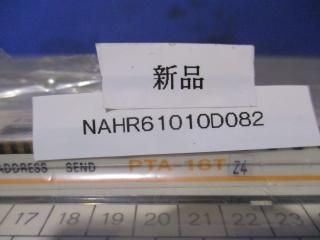 新品
NAHR61010D082
ADDRESS SEND PTA-16T Z4
17 18 19 20 21 22 23